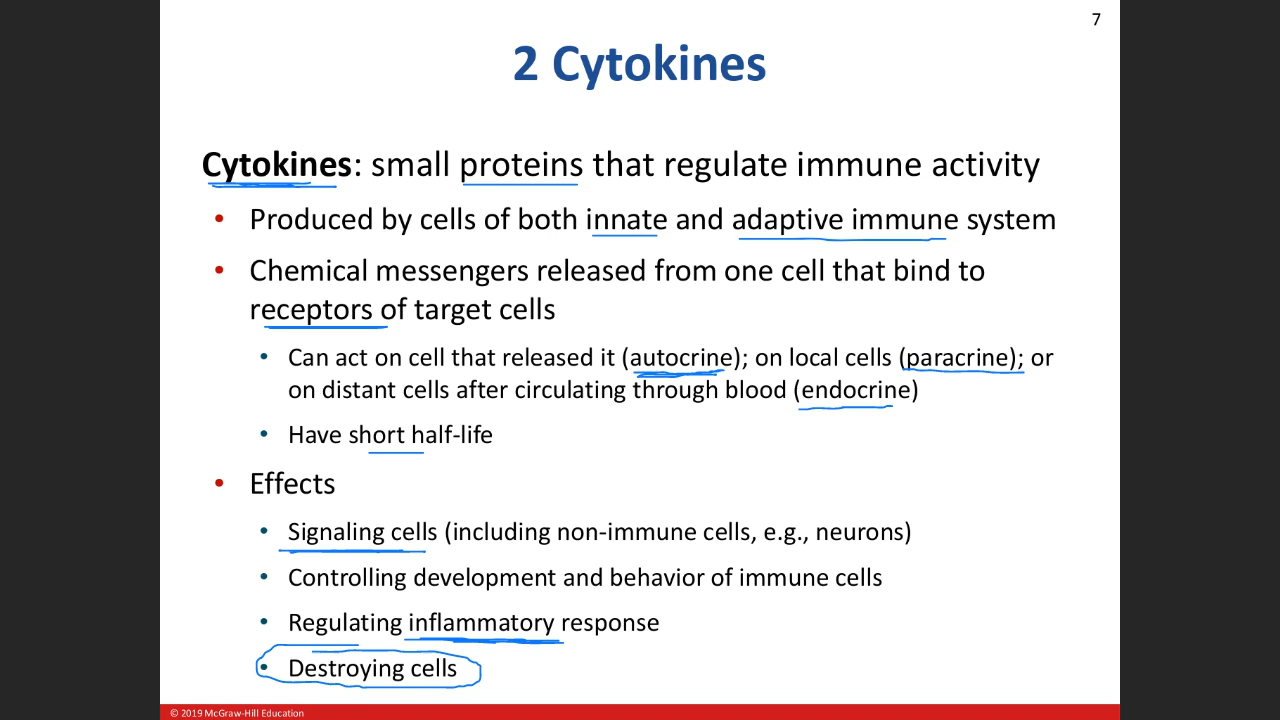 7
2 Cytokines
Cytokines: small proteins that regulate immune activity
• Produced by cells of both innate and adaptive immune system
• Chemical messengers released from one cell that bind to
receptors of target cells
• Can act on cell that released it (autocrine); on local cells (paracrine); or
on distant cells after circulating through blood (endocrine)
• Have short half-life
• Effects
• Signaling cells (including non-immune cells, e.g., neurons)
• Controlling development and behavior of immune cells
• Regulating inflammatory response
• Destroying cells
© 2019 McGraw-Hill Education